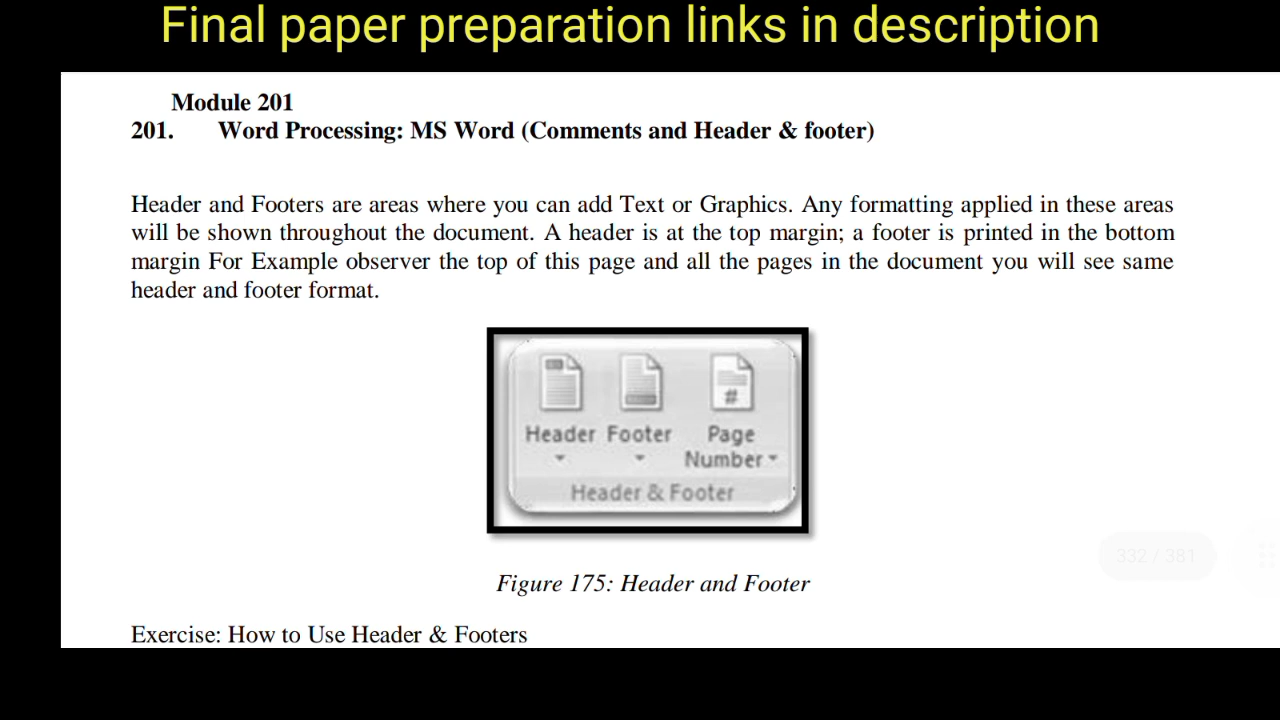 Final paper preparation links in description
Module 201
201. Word Processing: MS Word (Comments and Header & footer)
Header and Footers are areas where you can add Text or Graphics. Any formatting applied in these areas
will be shown throughout the document. A header is at the top margin; a footer is printed in the bottom
margin For Example observer the top of this page and all the pages in the document you will see same
header and footer format.
Header Footer Page
Number
Header & Footer
332 / 381
Figure 175: Header and Footer
Exercise: How to Use Header & Footers